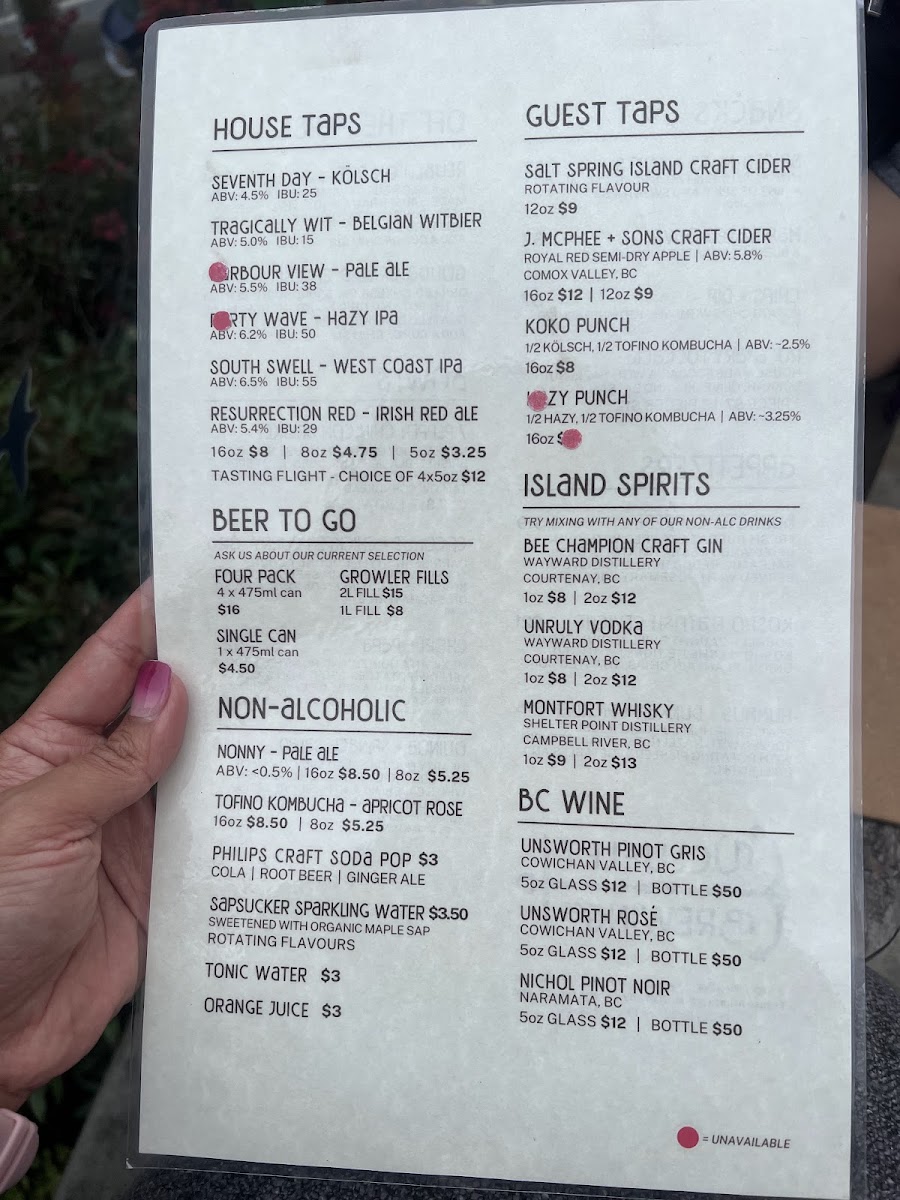 HOUSE TAPS
SEVENTH DAY - KÖLSCH
ABV: 4.5% IBU: 25
TRAGICALLY WIT - BELGIAN WITBIER
ABV: 5.0% IBU: 15
VIEW - PALE ALE
ABV: 5.5% IBU: 38
WAVE - HAZY IPA
ABV: 6.2% IBU: 50
SOUTH SWELL - WEST COAST IPA
ABV: 6.5% IBU: 55
RESURRECTION RED - IRISH RED ALE
ABV: 5.4% IBU: 29
16oz $8 | 8oz $4.75 | 5oz $3.25
TASTING FLIGHT - CHOICE OF 4x5oz $12
BEER TO GO
ASK US ABOUT OUR CURRENT SELECTION
FOUR PACK
4 x 475ml can
$16
GROWLER FILLS
2L FILL $15
1L FILL $8
SINGLE CAN
1 x 475ml can
$4.50
NON-ALCOHOLIC
NONNY - PALE ALE
ABV: <0.5% | 16oz $8.50 | 8oz $5.25
TOFINO KOMBUCHA - APRICOT ROSE
16oz $8.50 | 8oz $5.25
PHILIPS CRAFT SODA POP $3
COLA | ROOT BEER | GINGER ALE
SAPSUCKER SPARKLING WATER $3.50
SWEETENED WITH ORGANIC MAPLE SAP
ROTATING FLAVOURS
TONIC WATER $3
ORANGE JUICE $3
GUEST TAPS
SALT SPRING ISLAND CRAFT CIDER
ROTATING FLAVOUR
12oz $9
J. MCPHEE + SONS CRAFT CIDER
ROYAL RED SEMI-DRY APPLE | ABV: 5.8%
COMOX VALLEY, BC
16oz $12 | 12oz $9
KOKO PUNCH
1/2 KÖLSCH, 1/2 TOFINO KOMBUCHA | ABV: ~2.5%
16oz $8
PUNCH
1/2 HAZY, 1/2 TOFINO KOMBUCHA | ABV: ~3.25%
16oz
ISLAND SPIRITS
TRY MIXING WITH ANY OF OUR NON-ALC DRINKS
BEE CHAMPION CRAFT GIN
WAYWARD DISTILLERY
COURTENAY, BC
1oz $8 | 2oz $12
UNRULY VODKA
WAYWARD DISTILLERY
COURTENAY, BC
1oz $8 | 2oz $12
MONTFORT WHISKY
SHELTER POINT DISTILLERY
CAMPBELL RIVER, BC
1oz $9 | 2oz $13
BC WINE
UNSWORTH PINOT GRIS
COWICHAN VALLEY, BC
5oz GLASS $12 | BOTTLE $50
UNSWORTH ROSÉ
COWICHAN VALLEY, BC
5oz GLASS $12 | BOTTLE $50
NICHOL PINOT NOIR
NARAMATA, BC
5oz GLASS $12 | BOTTLE $50
= UNAVAILABLE